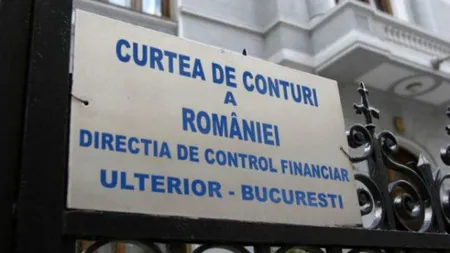 CURTEA DE CONTURI
A
ROMÂNIEI
DIRECTIA DE CONTROL FINANCIAR
ULTERIOR - BUCURESTI